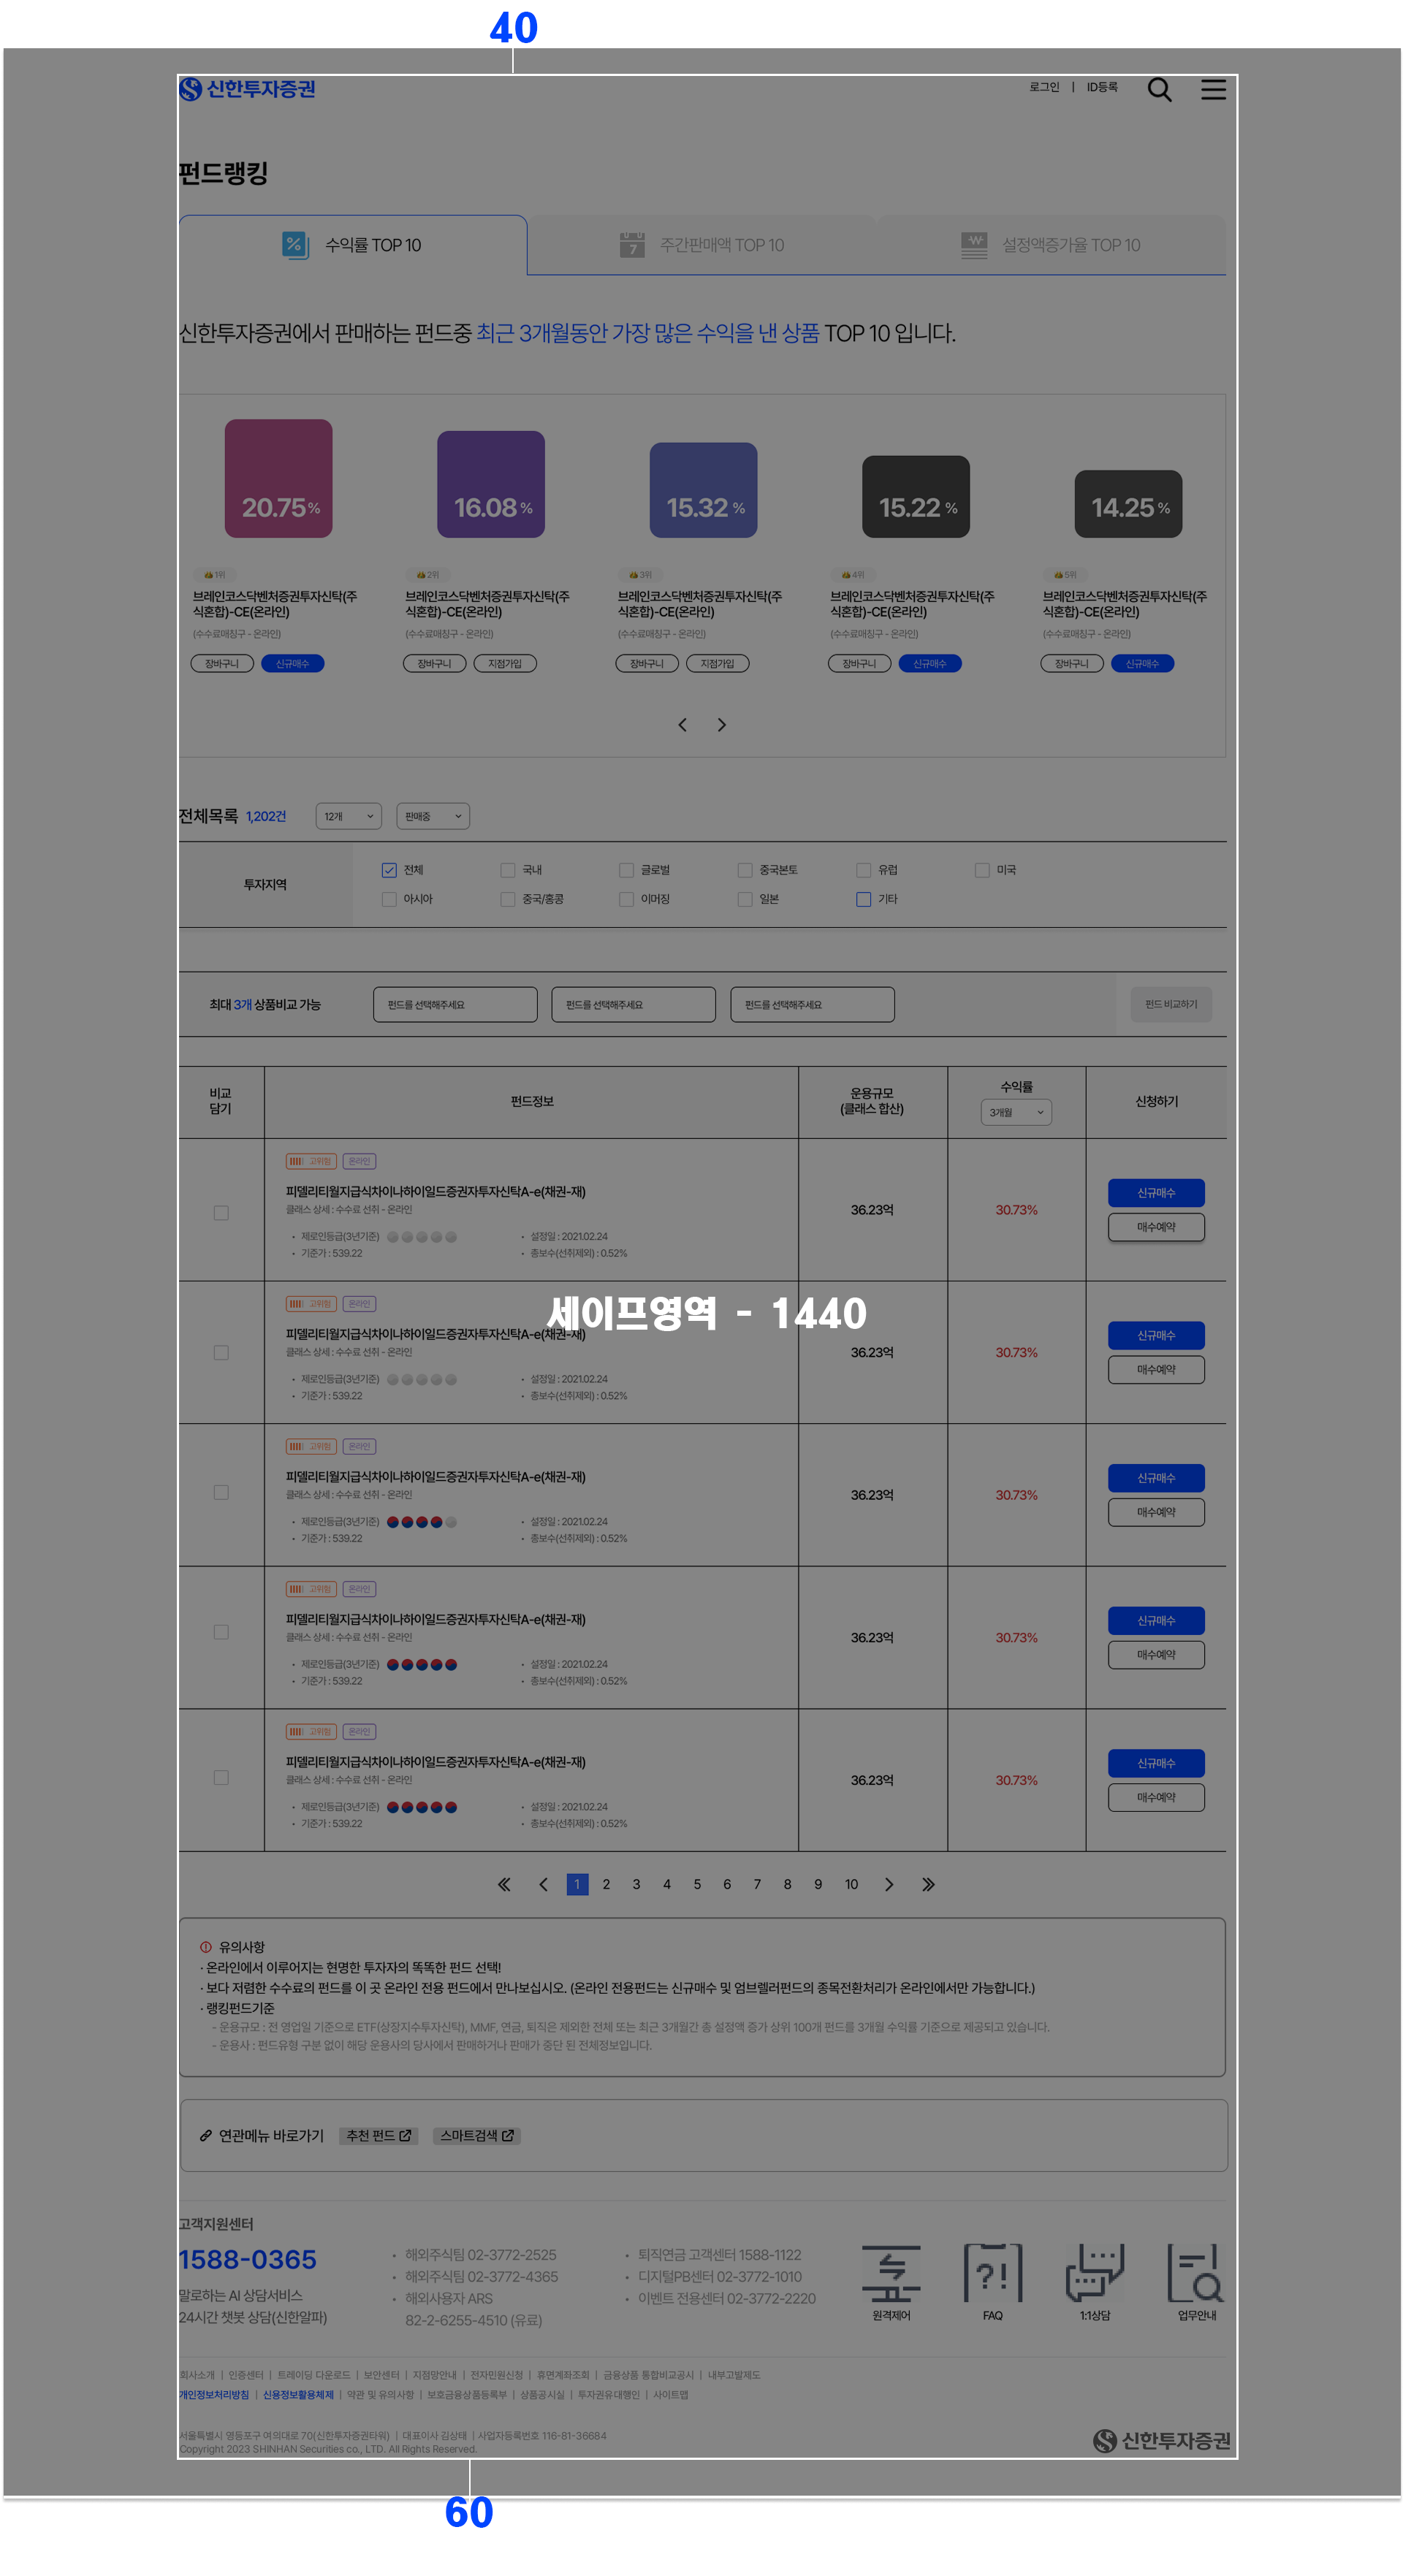 40
신한투자증권
로그인 | ID등록
펀드랭킹
수익률 TOP 10
주간판매액 TOP 10
설정액증가율 TOP 10
신한투자증권에서 판매하는 펀드중 최근 3개월동안 가장 많은 수익을 낸 상품 TOP 10 입니다.
20.75%
16.08%
15.32%
15.22%
14.25%
1위
2위
3위
4위
5위
브레인코스닥벤처증권투자신탁(주
식혼합)-CE(온라인)
(수수료매칭구 - 온라인)
장바구니 신규매수
브레인코스닥벤처증권투자신탁(주
식혼합)-CE(온라인)
(수수료매칭구 - 온라인)
장바구니 지점가입
브레인코스닥벤처증권투자신탁(주
식혼합)-CE(온라인)
(수수료매칭구 - 온라인)
장바구니 지점가입
브레인코스닥벤처증권투자신탁(주
식혼합)-CE(온라인)
(수수료매칭구 - 온라인)
장바구니 신규매수
브레인코스닥벤처증권투자신탁(주
식혼합)-CE(온라인)
(수수료매칭구 - 온라인)
장바구니 신규매수
전체목록 1,202건 12개 판매중
투자지역
전체 국내 글로벌 중국본토 유럽 미국
아시아 중국/홍콩 이머징 일본 기타
최대 3개 상품비교 가능 펀드를 선택해주세요 펀드를 선택해주세요 펀드를 선택해주세요 펀드 비교하기
비교
담기
펀드정보
운용규모
(클래스 합산)
수익률
3개월
신청하기
고위험 온라인
피델리티월지급식차이나하이일드증권자투자신탁A-e(채권-재)
클래스 상세 : 수수료 선취 - 온라인
• 제로인등급(3년기준) • 설정일 : 2021.02.24
• 기준가 : 539.22 • 총보수(선취제외) : 0.52%
36.23억
30.73%
신규매수
매수예약
세이프영역 - 1440
고위험 온라인
피델리티월지급식차이나하이일드증권자투자신탁A-e(채권-재)
클래스 상세 : 수수료 선취 - 온라인
• 제로인등급(3년기준) • 설정일 : 2021.02.24
• 기준가 : 539.22 • 총보수(선취제외) : 0.52%
36.23억
30.73%
신규매수
매수예약
고위험 온라인
피델리티월지급식차이나하이일드증권자투자신탁A-e(채권-재)
클래스 상세 : 수수료 선취 - 온라인
• 제로인등급(3년기준) • 설정일 : 2021.02.24
• 기준가 : 539.22 • 총보수(선취제외) : 0.52%
36.23억
30.73%
신규매수
매수예약
고위험 온라인
피델리티월지급식차이나하이일드증권자투자신탁A-e(채권-재)
클래스 상세 : 수수료 선취 - 온라인
• 제로인등급(3년기준) • 설정일 : 2021.02.24
• 기준가 : 539.22 • 총보수(선취제외) : 0.52%
36.23억
30.73%
신규매수
매수예약
고위험 온라인
피델리티월지급식차이나하이일드증권자투자신탁A-e(채권-재)
클래스 상세 : 수수료 선취 - 온라인
• 제로인등급(3년기준) • 설정일 : 2021.02.24
• 기준가 : 539.22 • 총보수(선취제외) : 0.52%
36.23억
30.73%
신규매수
매수예약
1 2 3 4 5 6 7 8 9 10
유의사항
· 온라인에서 이루어지는 현명한 투자자의 똑똑한 펀드 선택!
· 보다 저렴한 수수료의 펀드를 이 곳 온라인 전용 펀드에서 만나보십시오. (온라인 전용펀드는 신규매수 및 엄브렐러펀드의 종목전환처리가 온라인에서만 가능합니다.)
· 랭킹펀드기준
- 운용규모 : 전 영업일 기준으로 ETF(상장지수투자신탁), MMF, 연금, 퇴직은 제외한 전체 또는 최근 3개월간 총 설정액 증가 상위 100개 펀드를 3개월 수익률 기준으로 제공되고 있습니다.
- 운용사 : 펀드유형 구분 없이 해당 운용사의 당사에서 판매하거나 판매가 중단 된 전체정보입니다.
연관메뉴 바로가기 추천 펀드 스마트검색
고객지원센터
1588-0365
말로하는 AI 상담서비스
24시간 챗봇 상담(신한알파)
• 해외주식팀 02-3772-2525
• 해외주식팀 02-3772-4365
• 해외사용자 ARS
82-2-6255-4510 (유료)
• 퇴직연금 고객센터 1588-1122
• 디지털PB센터 02-3772-1010
• 이벤트 전용센터 02-3772-2220
원격제어
?!
FAQ
1:1상담
업무안내
회사소개 | 인증센터 | 트레이딩 다운로드 | 보안센터 | 지점망안내 | 전자민원신청 | 휴면계좌조회 | 금융상품 통합비교공시 | 내부고발제도
개인정보처리방침 | 신용정보활용체제 | 약관 및 유의사항 | 보호금융상품등록부 | 상품공시실 | 투자권유대행인 | 사이트맵
서울특별시 영등포구 여의대로 70(신한투자증권타워) | 대표이사 김상태 | 사업자등록번호 116-81-36684
Copyright 2023 SHINHAN Securities co., LTD. All Rights Reserved.
신한투자증권
60